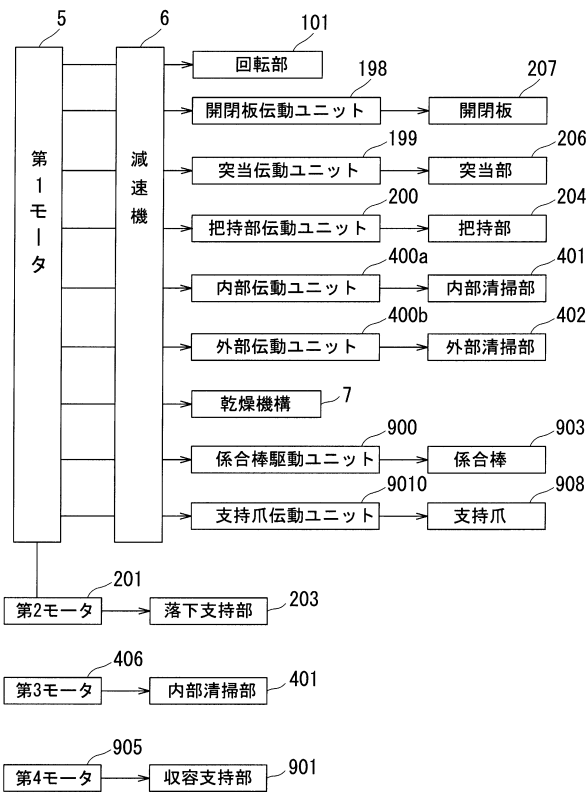 5
6
101
第1モータ
減速機
回転部
198
207
開閉板伝動ユニット
開閉板
199
206
突当伝動ユニット
突当部
200
204
把持部伝動ユニット
把持部
400a
401
内部伝動ユニット
内部清掃部
400b
402
外部伝動ユニット
外部清掃部
7
乾燥機構
900
903
係合棒駆動ユニット
係合棒
9010
908
支持爪伝動ユニット
支持爪
201
203
第2モータ
落下支持部
406
401
第3モータ
内部清掃部
905
901
第4モータ
収容支持部